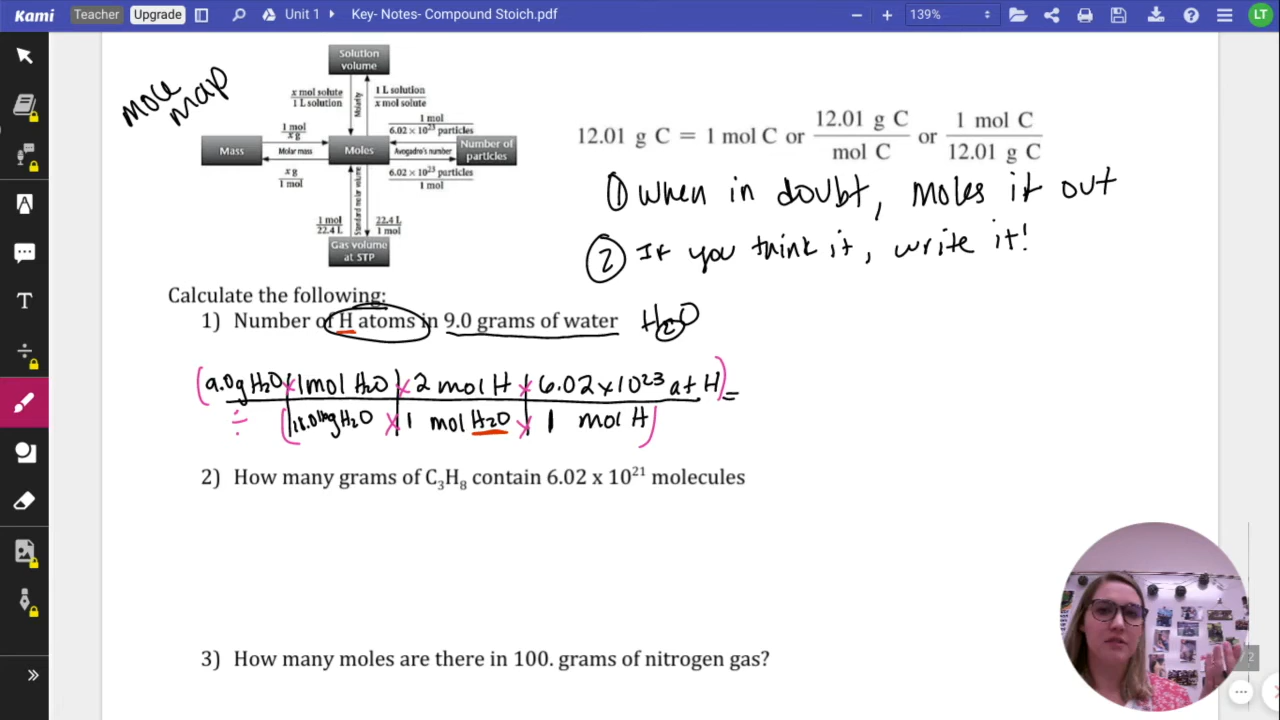 Kami Teacher Upgrade Unit 1 Key- Notes- Compound Stoich.pdf 139% LT
mole map
Solution volume
x mol solute / 1 L solution
Molarity
1 L solution / x mol solute
1 mol / x g
1 mol / 6.02 × 10²³ particles
Mass
Molar mass
Moles
Avogadro's number
Number of particles
x g / 1 mol
6.02 × 10²³ particles / 1 mol
1 mol / 22.4 L
Standard molar volume
22.4 L / 1 mol
Gas volume at STP
12.01 g C = 1 mol C or 12.01 g C / mol C or 1 mol C / 12.01 g C
① When in doubt, moles it out
② If you think it, write it!
Calculate the following:
1) Number of H atoms in 9.0 grams of water H2O
(9.0g H2O × 1 mol H2O × 2 mol H × 6.02 × 10²³ at H) =
÷ (18.016g H2O × 1 mol H2O × 1 mol H)
2) How many grams of C₃H₈ contain 6.02 x 10²¹ molecules
3) How many moles are there in 100. grams of nitrogen gas?